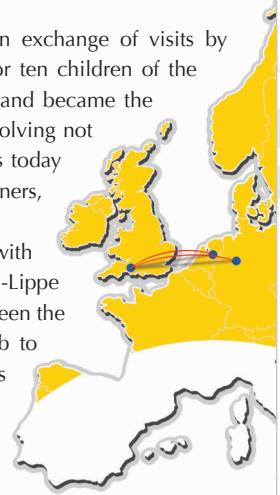 n exchange of visits by
or ten children of the
and became the
olving not
s today
ners,
with
-Lippe
een the
b to
s